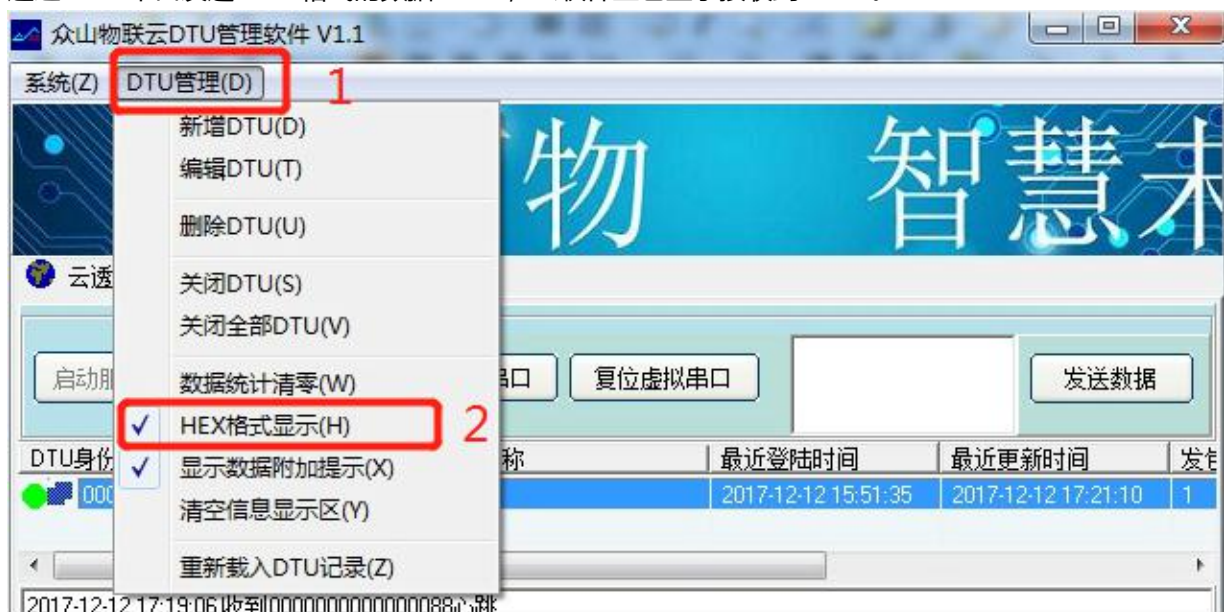 众山物联云DTU管理软件 V1.1
系统(Z) DTU管理(D) 1
新增DTU(D)
编辑DTU(T)
物 智慧
删除DTU(U)
云透
关闭DTU(S)
关闭全部DTU(V)
启动 串口 复位虚拟串口 发送数据
数据统计清零(W)
HEX格式显示(H) 2
DTU身份 称 最近登陆时间 最近更新时间
显示数据附加提示(X)
000 2017-12-12 15:51:35 2017-12-12 17:21:10 1
清空信息显示区(Y)
重新载入DTU记录(Z)
2017-12-12 17:19:06 收到0000000000000088心跳